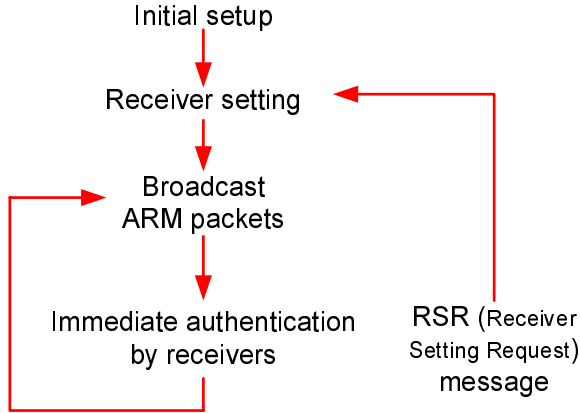 Initial setup
Receiver setting
Broadcast
ARM packets
Immediate authentication
by receivers
RSR (Receiver
Setting Request)
message